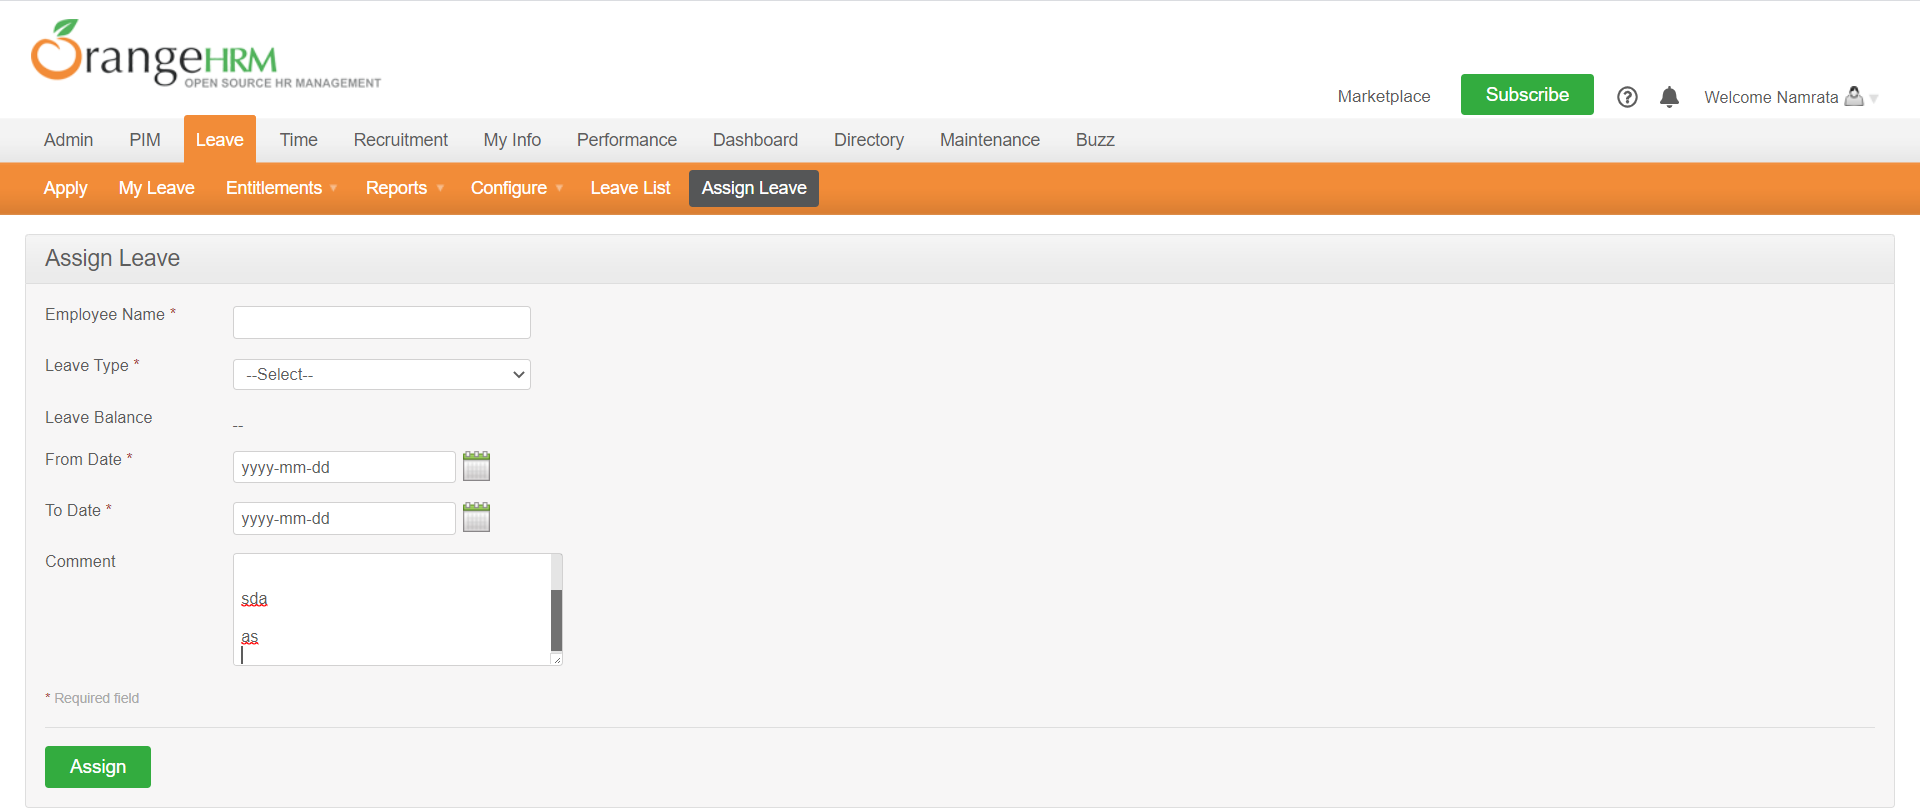 OrangeHRM
OPEN SOURCE HR MANAGEMENT
Marketplace Subscribe Welcome Namrata
Admin PIM Leave Time Recruitment My Info Performance Dashboard Directory Maintenance Buzz
Apply My Leave Entitlements Reports Configure Leave List Assign Leave
Assign Leave
Employee Name *
Leave Type * --Select--
Leave Balance --
From Date * yyyy-mm-dd
To Date * yyyy-mm-dd
Comment
sda
as
* Required field
Assign